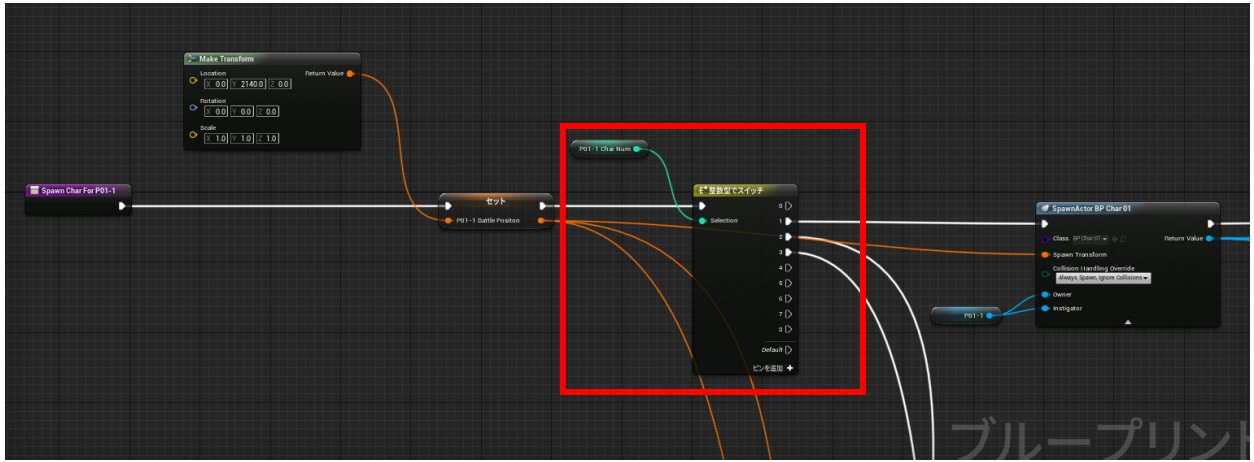 Make Transform
Location
Return Value
X 0.0 Y 2140.0 Z 0.0
Rotation
X 0.0 Y 0.0 Z 0.0
Scale
X 1.0 Y 1.0 Z 1.0
P01-1 Char Num
Spawn Char For P01-1
セット
P01-1 Battle Positon
整数型でスイッチ
Selection
0
1
2
3
4
5
6
7
8
Default
ピンを追加
SpawnActor BP Char 01
Class BP Char 01
Return Value
Spawn Transform
Collision Handling Override
Always Spawn, Ignore Collisions
Owner
Instigator
P01-1
ブループリント